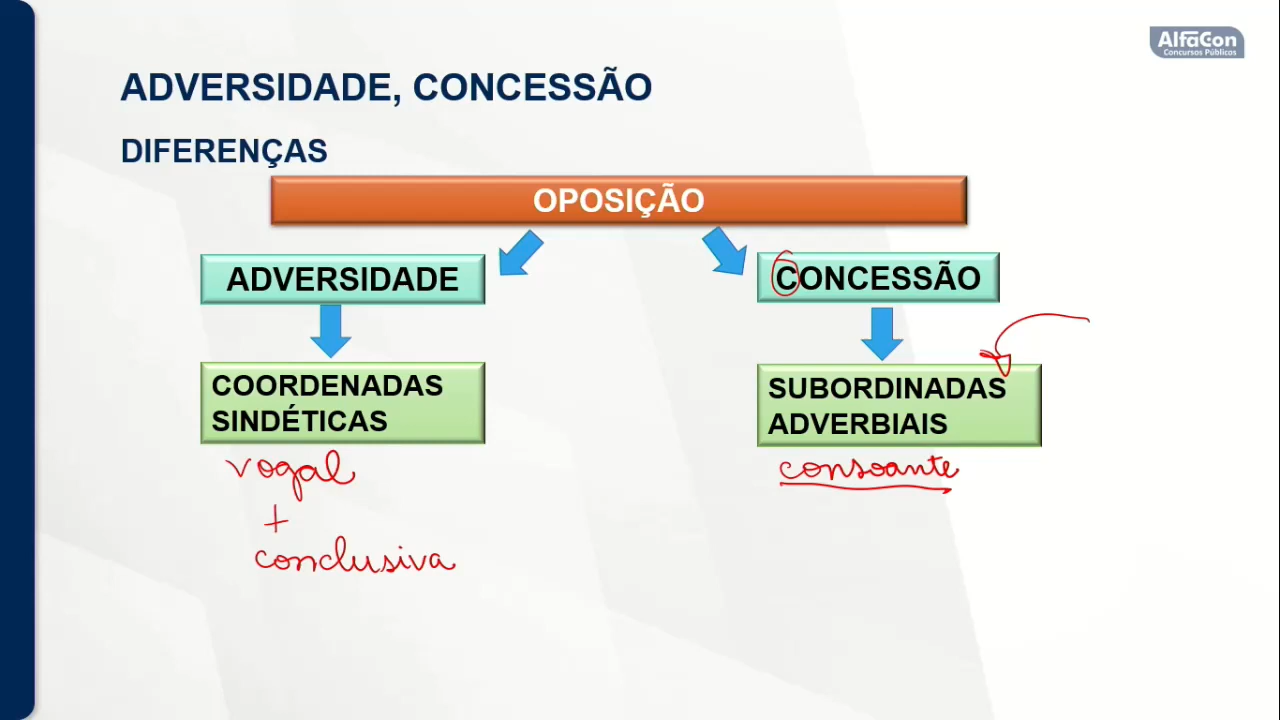 AlfaCon
Concursos Públicos
ADVERSIDADE, CONCESSÃO
DIFERENÇAS
OPOSIÇÃO
ADVERSIDADE
CONCESSÃO
COORDENADAS
SINDÉTICAS
SUBORDINADAS
ADVERBIAIS
vogal
+
conclusiva
consoante